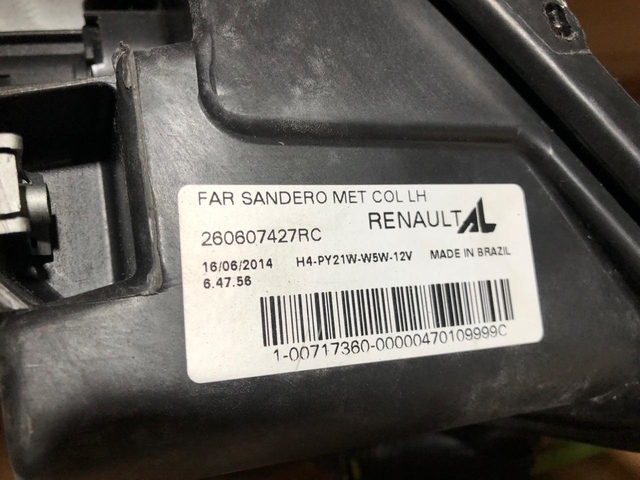 FAR SANDERO MET COL LH
RENAULT AL
260607427RC
16/06/2014 H4-PY21W-W5W-12V MADE IN BRAZIL
6.47.56
1-00717360-00000470109999C